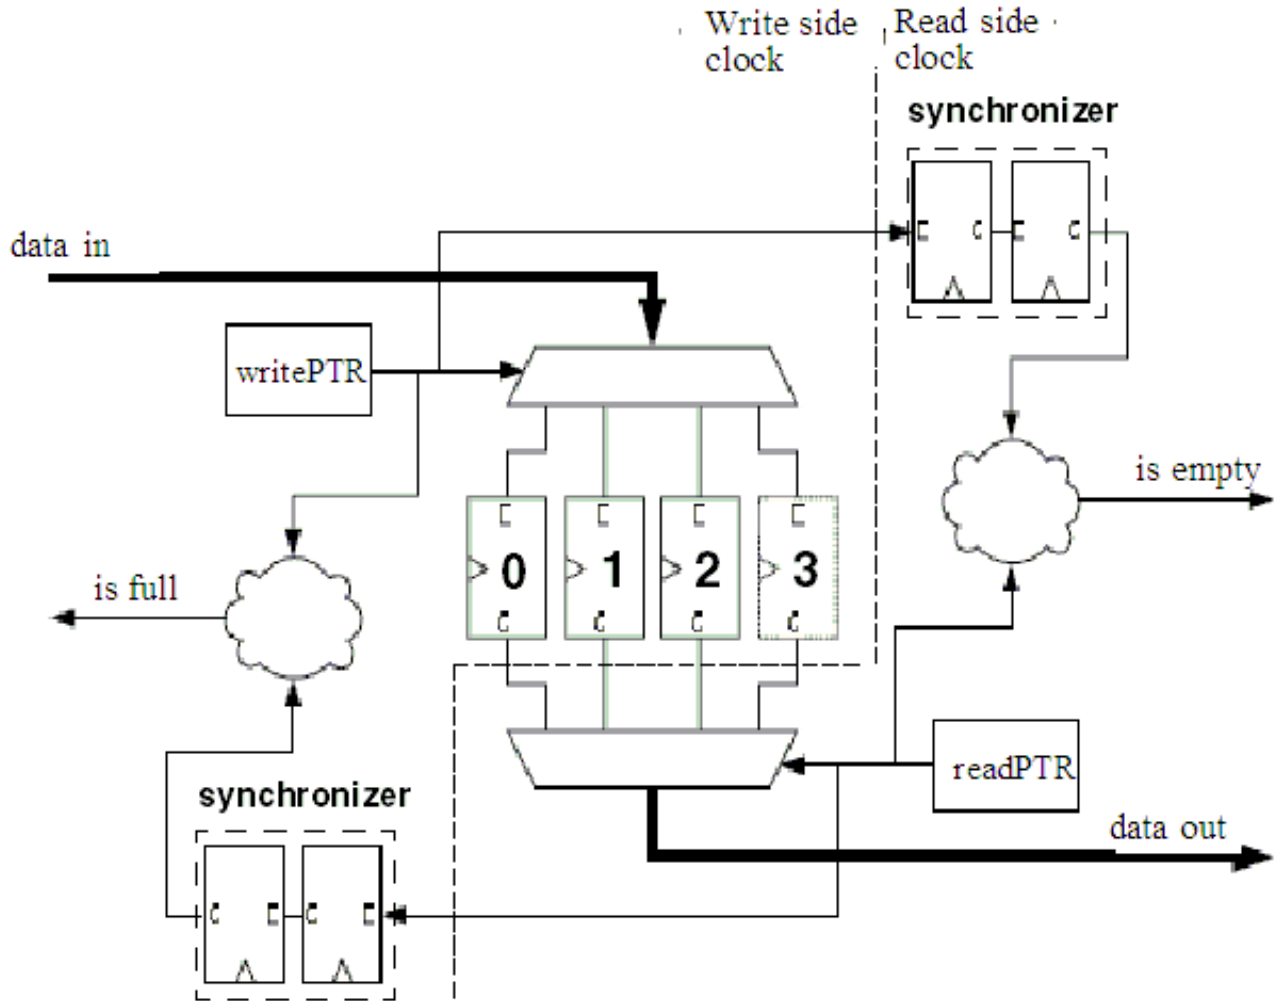 Write side
clock
Read side
clock
synchronizer
data in
writePTR
is empty
0 1 2 3
is full
readPTR
synchronizer
data out